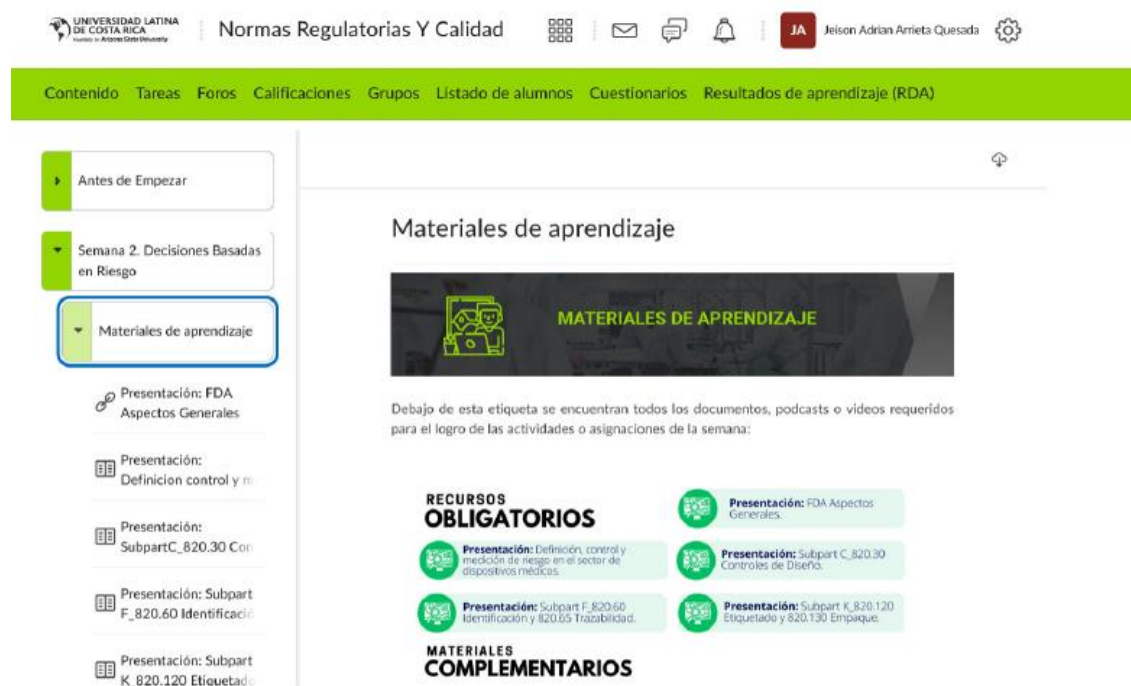 UNIVERSIDAD LATINA
DE COSTA RICA
Normas Regulatorias Y Calidad
JA
Jeison Adrian Arrieta Quesada
Contenido Tareas Foros Calificaciones Grupos Listado de alumnos Cuestionarios Resultados de aprendizaje (RDA)
Antes de Empezar
Semana 2. Decisiones Basadas
en Riesgo
Materiales de aprendizaje
Presentación: FDA
Aspectos Generales
Presentación:
Definicion control y m
Presentación:
SubpartC_820.30 Con
Presentación: Subpart
F_820.60 Identificació
Presentación: Subpart
K_820.120 Etiquetado
Materiales de aprendizaje
MATERIALES DE APRENDIZAJE
Debajo de esta etiqueta se encuentran todos los documentos, podcasts o videos requeridos
para el logro de las actividades o asignaciones de la semana:
RECURSOS
OBLIGATORIOS
Presentación: FDA Aspectos
Generales.
Presentación: Definición, control y
medición de riesgo en el sector de
dispositivos médicos.
Presentación: Subpart C_820.30
Controles de Diseño.
Presentación: Subpart F_820.60
Identificación y 820.65 Trazabilidad.
Presentación: Subpart K_820.120
Etiquetado y 820.130 Empaque.
MATERIALES
COMPLEMENTARIOS